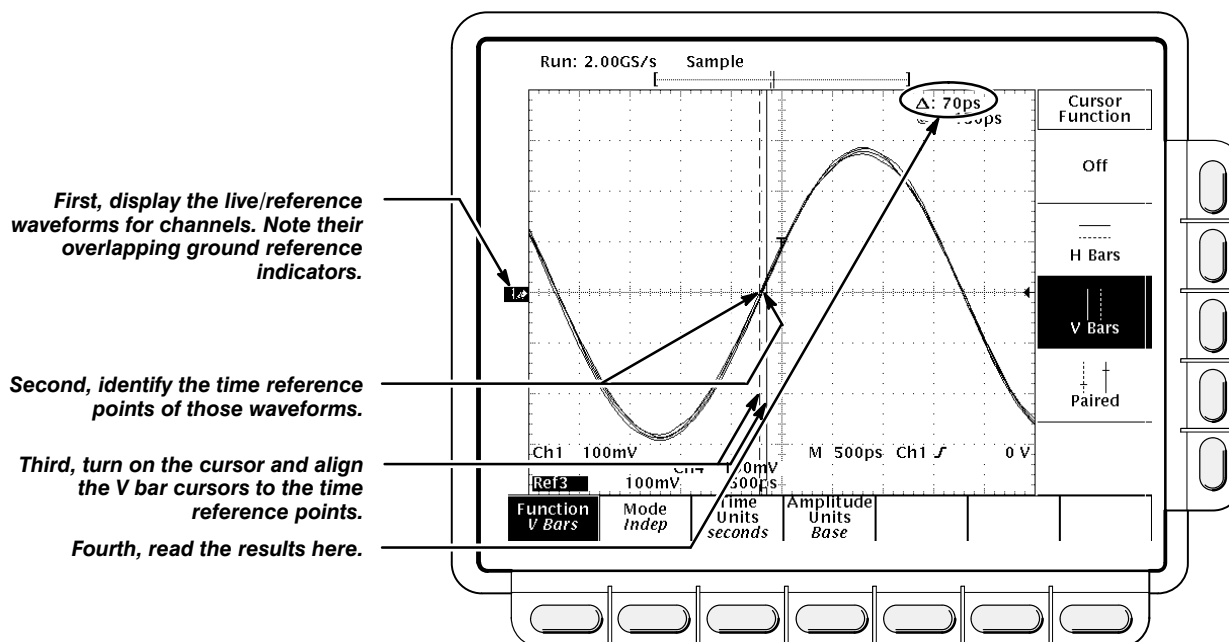 Run: 2.00GS/s Sample
Δ: 70ps
Cursor
Function
Off
H Bars
V Bars
Paired
First, display the live/reference
waveforms for channels. Note their
overlapping ground reference
indicators.
Second, identify the time reference
points of those waveforms.
Third, turn on the cursor and align
the V bar cursors to the time
reference points.
Fourth, read the results here.
T
Ch1 100mV
M 500ps Ch1 0 V
Ref3 100mV
Function
V Bars
Mode
Indep
Time
Units
seconds
Amplitude
Units
Base